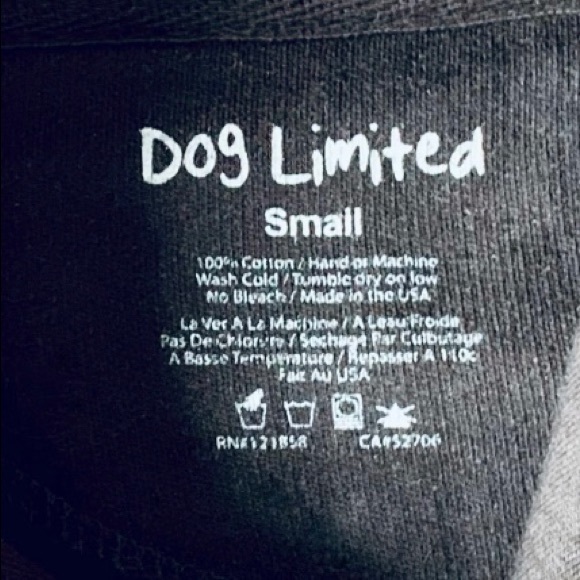 Dog Limited
Small
100% Cotton / Hand or Machine
Wash Cold / Tumble dry on low
No Bleach / Made in the USA
La Ver A La Machine / A Leau Froide
Pas De Chlorure / Sechage Par Culbutage
A Basse Temperature / Repasser A 110c
Fait Au USA
RN#121858 CA#52706